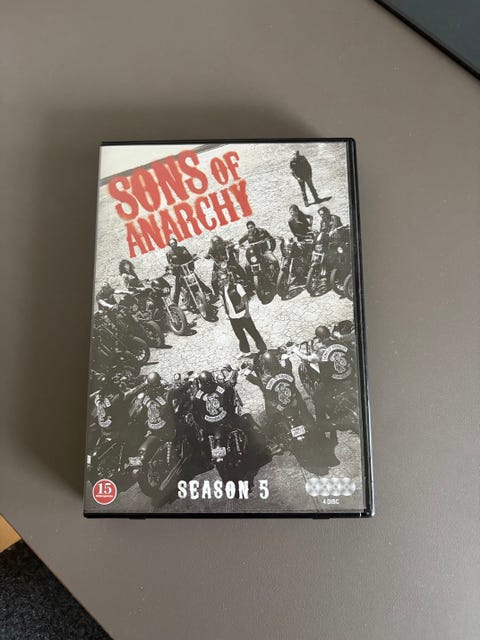 SONS OF
ANARCHY
15
SEASON 5
4 DISC